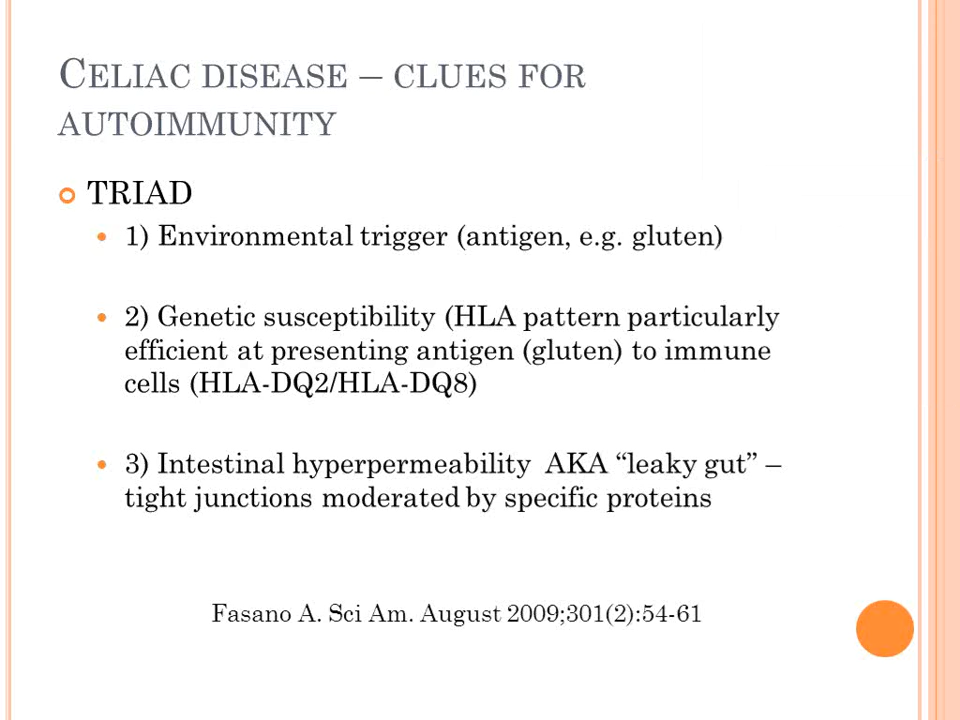 CELIAC DISEASE – CLUES FOR
AUTOIMMUNITY
TRIAD
1) Environmental trigger (antigen, e.g. gluten)
2) Genetic susceptibility (HLA pattern particularly
efficient at presenting antigen (gluten) to immune
cells (HLA-DQ2/HLA-DQ8)
3) Intestinal hyperpermeability AKA “leaky gut” –
tight junctions moderated by specific proteins
Fasano A. Sci Am. August 2009;301(2):54-61